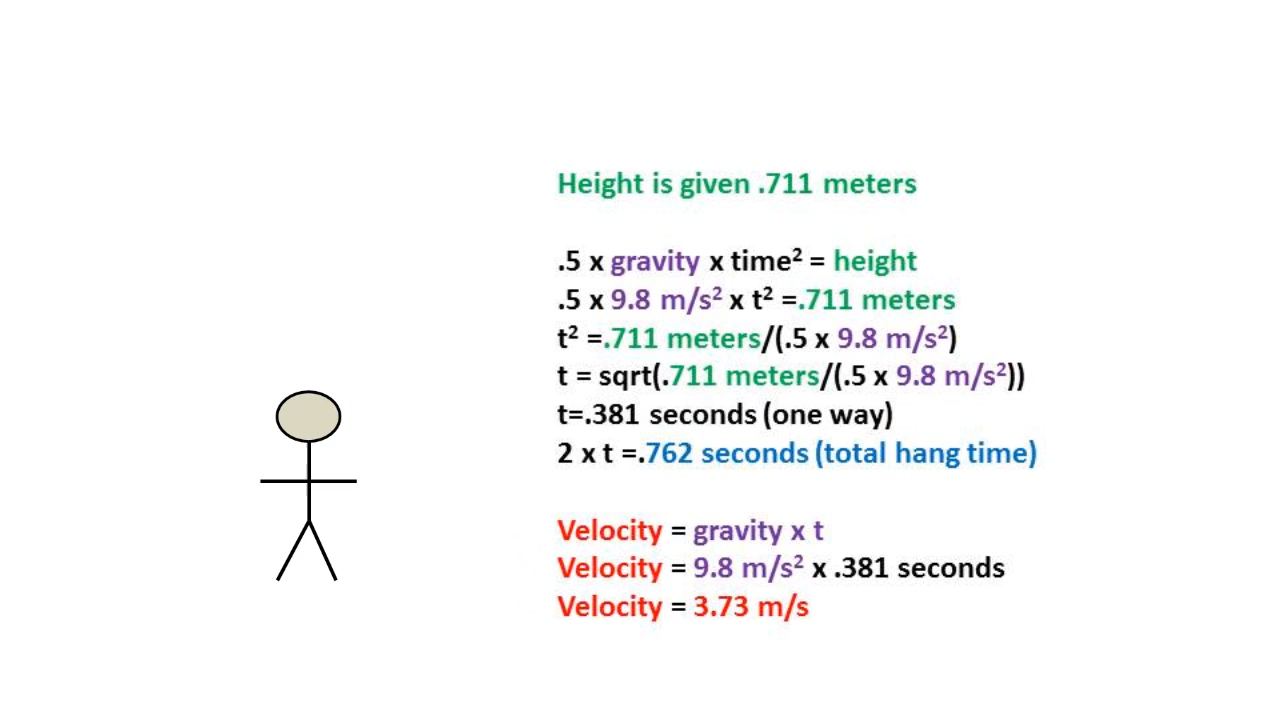 Height is given .711 meters
.5 x gravity x time² = height
.5 x 9.8 m/s² x t² =.711 meters
t² =.711 meters/(.5 x 9.8 m/s²)
t = sqrt(.711 meters/(.5 x 9.8 m/s²))
t=.381 seconds (one way)
2 x t =.762 seconds (total hang time)
Velocity = gravity x t
Velocity = 9.8 m/s² x .381 seconds
Velocity = 3.73 m/s